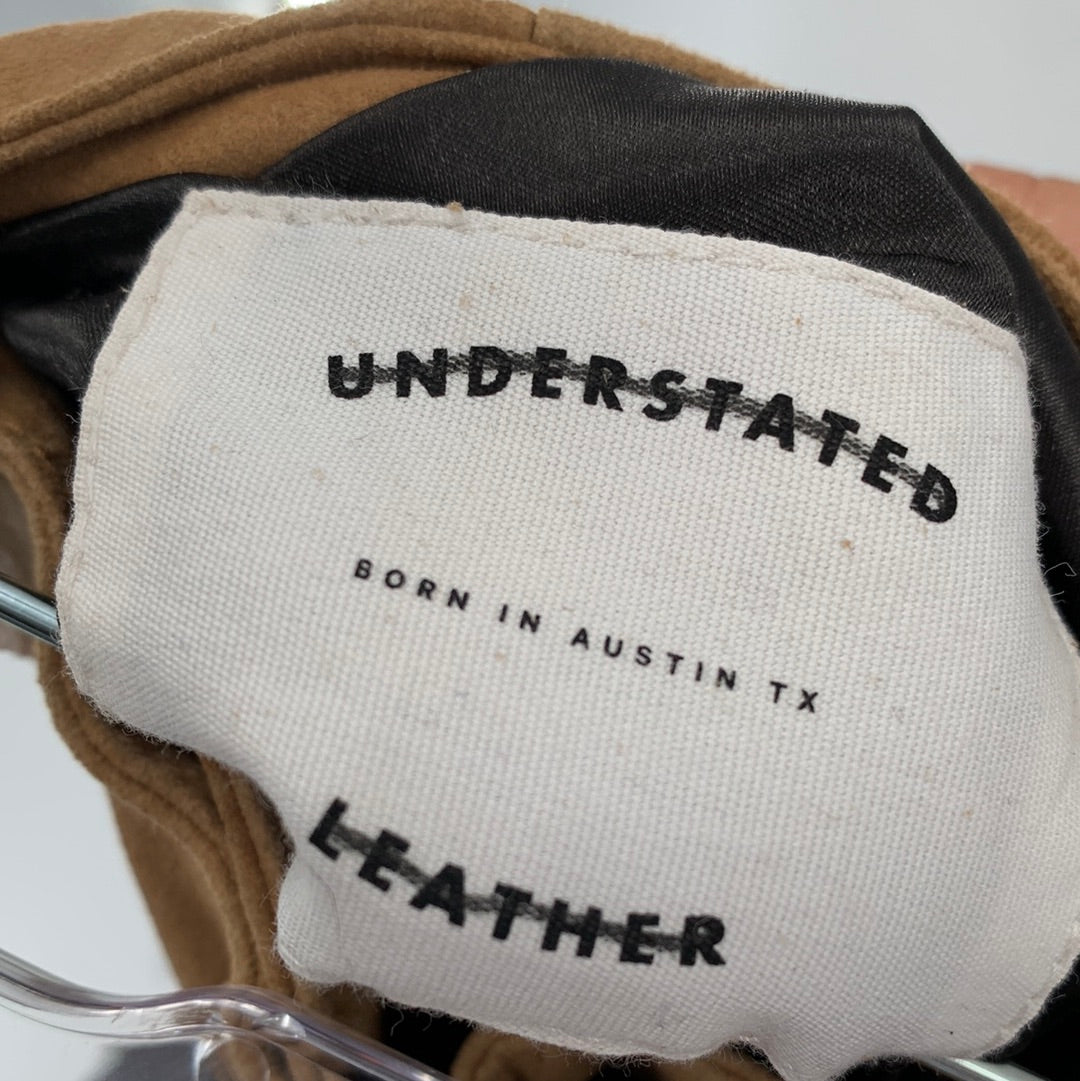 UNDERSTATED
BORN IN AUSTIN TX
LEATHER